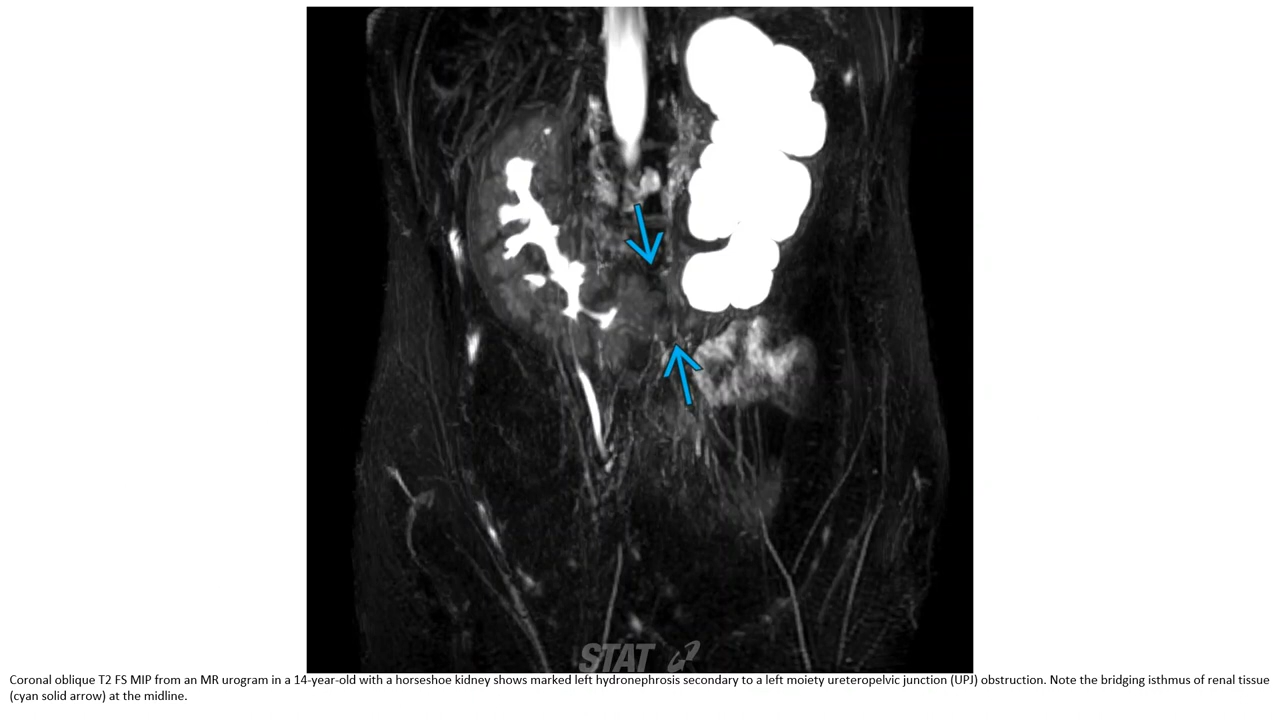 STAT
Coronal oblique T2 FS MIP from an MR urogram in a 14-year-old with a horseshoe kidney shows marked left hydronephrosis secondary to a left moiety ureteropelvic junction (UPJ) obstruction. Note the bridging isthmus of renal tissue
(cyan solid arrow) at the midline.